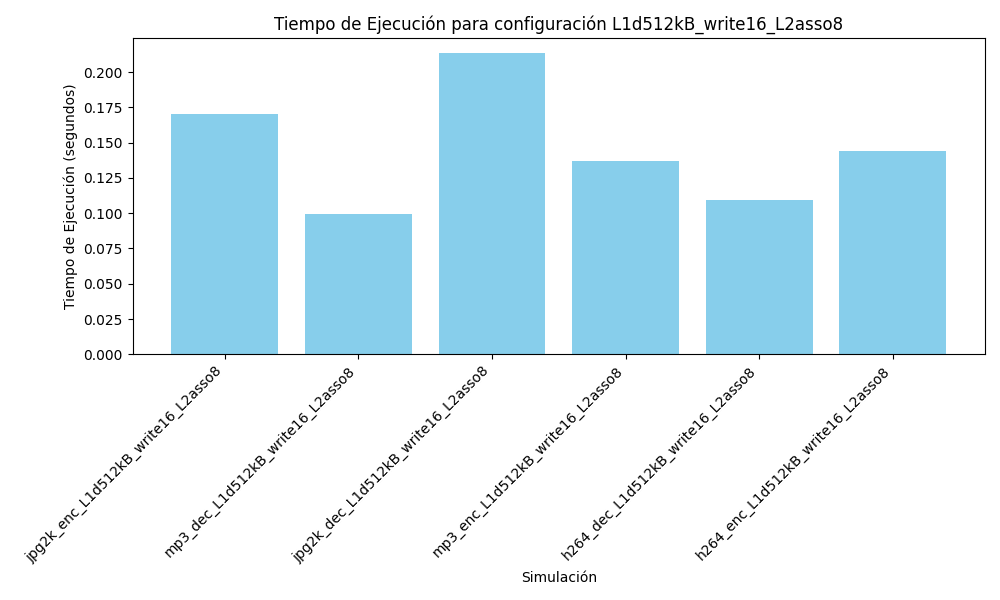 Tiempo de Ejecución para configuración L1d512kB_write16_L2asso8
Tiempo de Ejecución (segundos)
0.200
0.175
0.150
0.125
0.100
0.075
0.050
0.025
0.000
jpg2k_enc_L1d512kB_write16_L2asso8
mp3_dec_L1d512kB_write16_L2asso8
jpg2k_dec_L1d512kB_write16_L2asso8
mp3_enc_L1d512kB_write16_L2asso8
h264_dec_L1d512kB_write16_L2asso8
h264_enc_L1d512kB_write16_L2asso8
Simulación